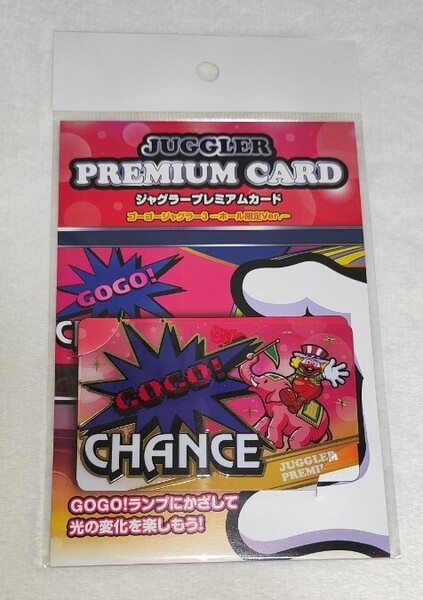 JUGGLER
PREMIUM CARD
ジャグラープレミアムカード
ゴーゴージャグラー3 ーホール限定Ver.ー
GOGO!
GOGO!
CHANCE
JUGGLER
GOGO!ランプにかざして
光の変化を楽しもう!